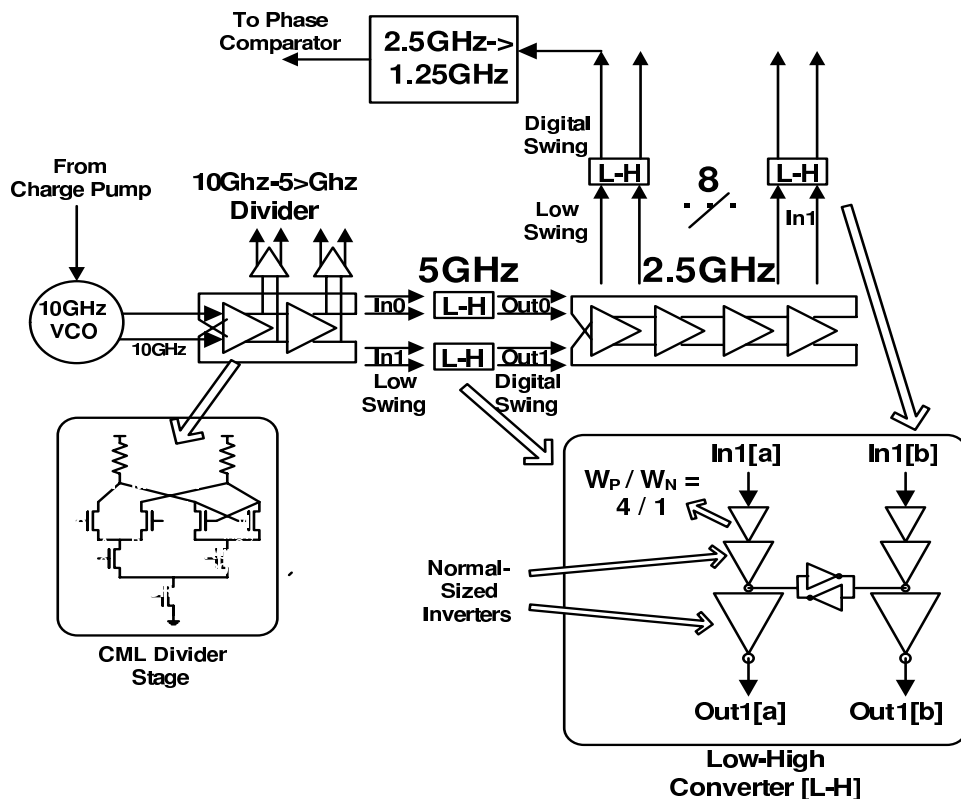 To Phase
Comparator
2.5GHz->
1.25GHz
Digital
Swing
L-H
8
L-H
Low
Swing
In1
From
Charge Pump
10Ghz-5>Ghz
Divider
5GHz
2.5GHz
10GHz
VCO
10GHz
In0
L-H
Out0
In1
L-H
Out1
Low
Swing
Digital
Swing
CML Divider
Stage
In1[a]
In1[b]
WP / WN =
4 / 1
Normal-
Sized
Inverters
Out1[a]
Out1[b]
Low-High
Converter [L-H]